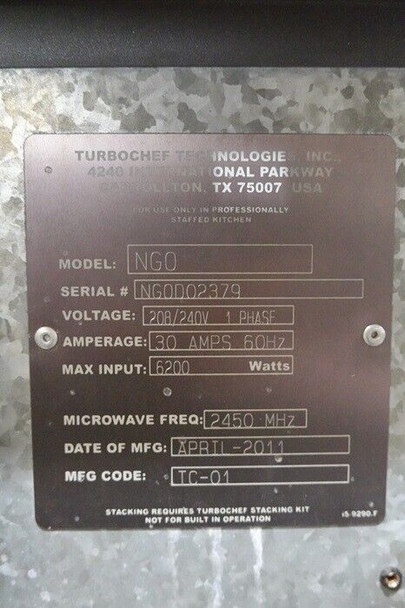 TURBOCHEF TECHNOLOGIES, INC.,
4240 INTERNATIONAL PARKWAY
CARROLLTON, TX 75007 USA
FOR USE ONLY IN PROFESSIONALLY
STAFFED KITCHEN
MODEL: NGO
SERIAL # NGOD02379
VOLTAGE: 208/240V 1 PHASE
AMPERAGE: 30 AMPS 60Hz
MAX INPUT: 6200 Watts
MICROWAVE FREQ: 2450 MHz
DATE OF MFG: APRIL-2011
MFG CODE: TC-01
STACKING REQUIRES TURBOCHEF STACKING KIT
NOT FOR BUILT IN OPERATION